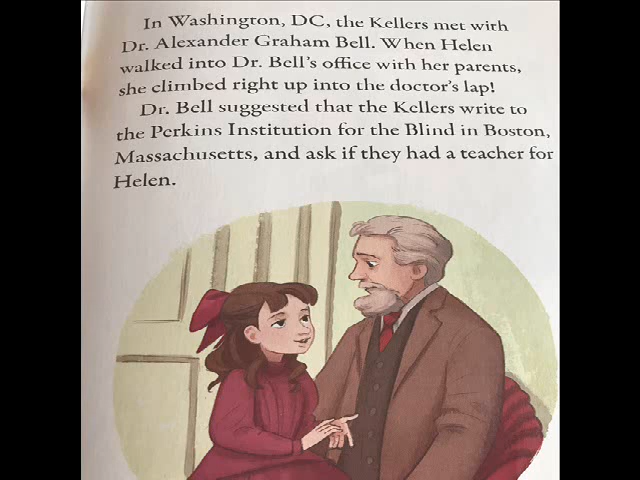 In Washington, DC, the Kellers met with
Dr. Alexander Graham Bell. When Helen
walked into Dr. Bell's office with her parents,
she climbed right up into the doctor's lap!
Dr. Bell suggested that the Kellers write to
the Perkins Institution for the Blind in Boston,
Massachusetts, and ask if they had a teacher for
Helen.